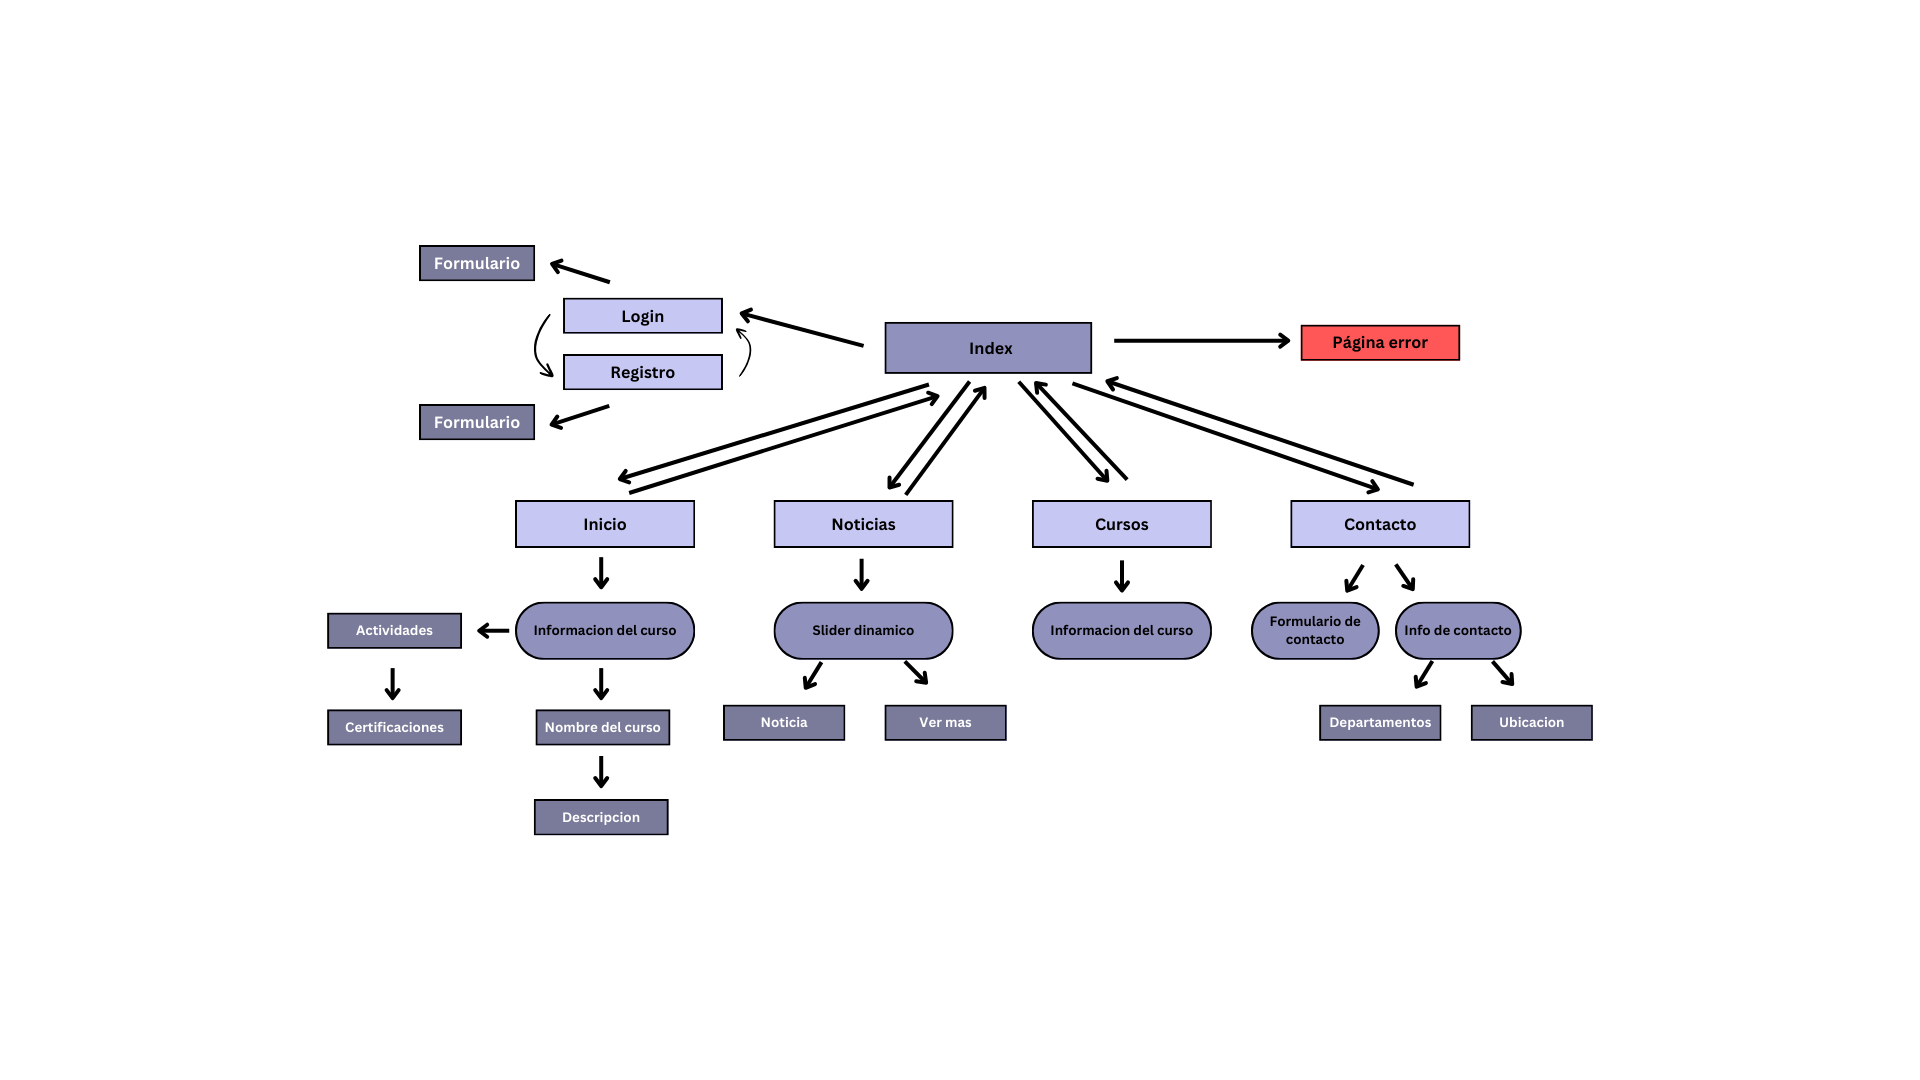 Formulario
Login
Index
Página error
Registro
Formulario
Inicio
Noticias
Cursos
Contacto
Actividades
Informacion del curso
Slider dinamico
Informacion del curso
Formulario de
contacto
Info de contacto
Certificaciones
Nombre del curso
Noticia
Ver mas
Departamentos
Ubicacion
Descripcion